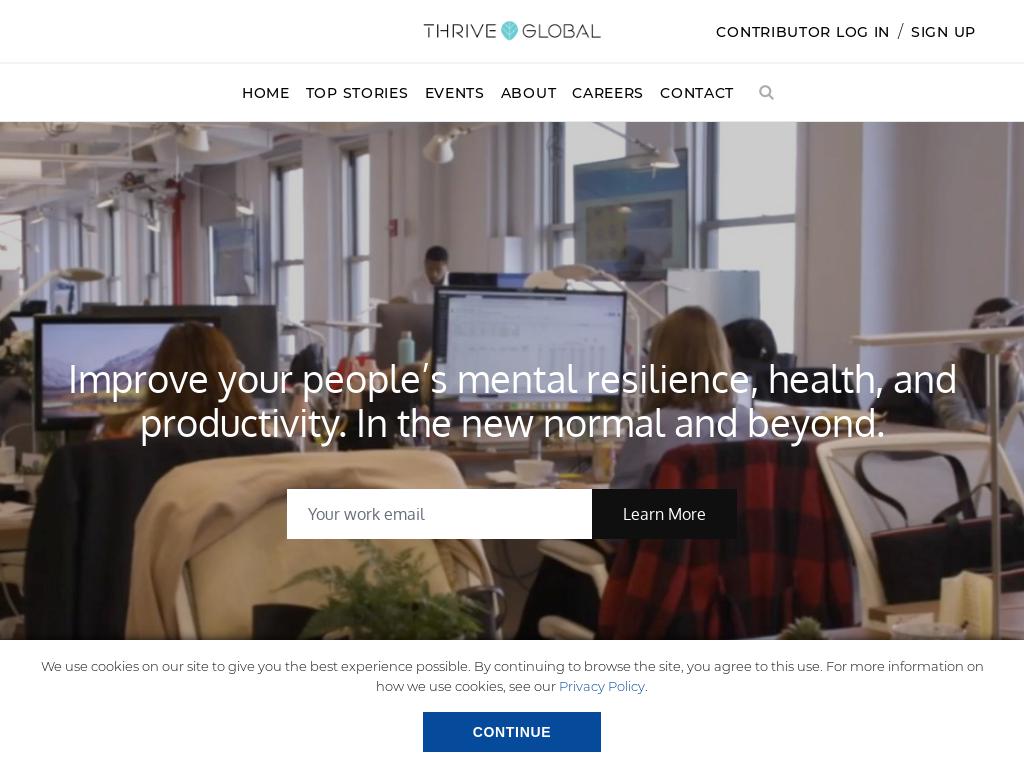 THRIVE GLOBAL
CONTRIBUTOR LOG IN / SIGN UP
HOME TOP STORIES EVENTS ABOUT CAREERS CONTACT
Improve your people’s mental resilience, health, and
productivity. In the new normal and beyond.
Your work email
Learn More
We use cookies on our site to give you the best experience possible. By continuing to browse the site, you agree to this use. For more information on
how we use cookies, see our Privacy Policy.
CONTINUE